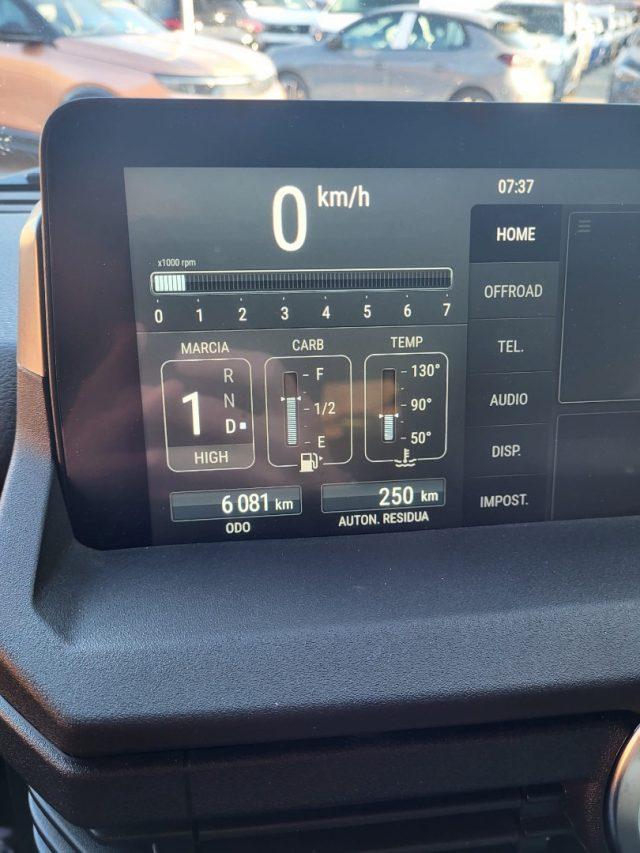 0 km/h
07:37
x1000 rpm
0 1 2 3 4 5 6 7
HOME
OFFROAD
TEL.
AUDIO
DISP.
IMPOST.
MARCIA
1
R
N
D
HIGH
CARB
F
1/2
E
TEMP
130°
90°
50°
6 081 km
ODO
250 km
AUTON. RESIDUA